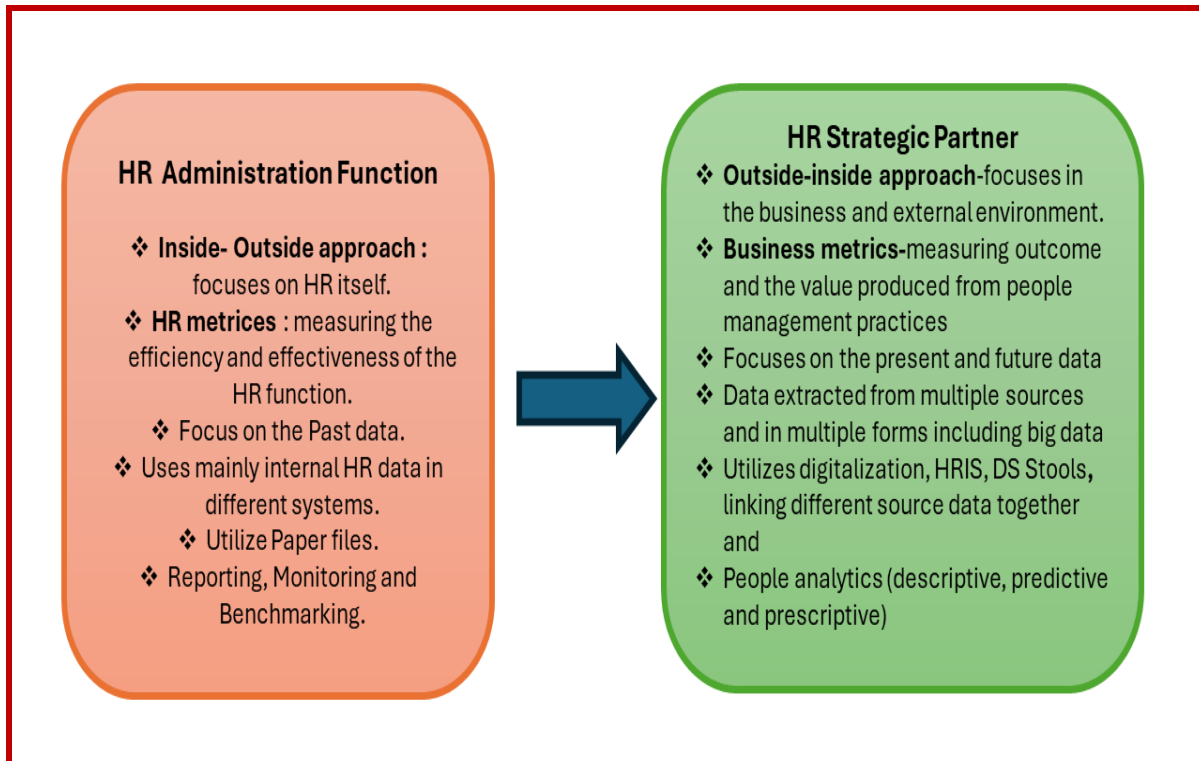 HR Administration Function
❖ Inside- Outside approach :
focuses on HR itself.
❖ HR metrices : measuring the
efficiency and effectiveness of the
HR function.
❖ Focus on the Past data.
❖ Uses mainly internal HR data in
different systems.
❖ Utilize Paper files.
❖ Reporting, Monitoring and
Benchmarking.
HR Strategic Partner
❖ Outside-inside approach-focuses in
the business and external environment.
❖ Business metrics-measuring outcome
and the value produced from people
management practices
❖ Focuses on the present and future data
❖ Data extracted from multiple sources
and in multiple forms including big data
❖ Utilizes digitalization, HRIS, DS Stools,
linking different source data together
and
❖ People analytics (descriptive, predictive
and prescriptive)